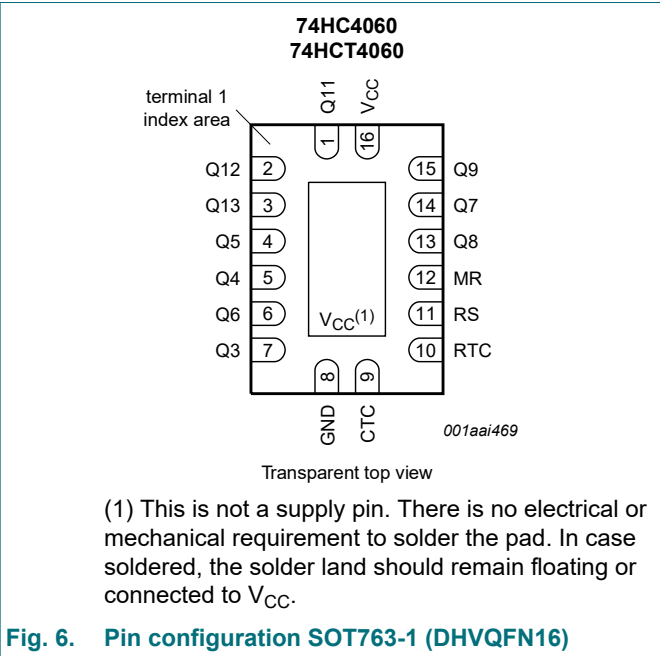 74HC4060
74HCT4060
terminal 1
index area
Q11
VCC
1
16
Q12 2
15 Q9
Q13 3
14 Q7
Q5 4
13 Q8
Q4 5
12 MR
Q6 6
11 RS
VCC(1)
Q3 7
10 RTC
8
9
GND
CTC
001aai469
Transparent top view
(1) This is not a supply pin. There is no electrical or
mechanical requirement to solder the pad. In case
soldered, the solder land should remain floating or
connected to VCC.
Fig. 6. Pin configuration SOT763-1 (DHVQFN16)